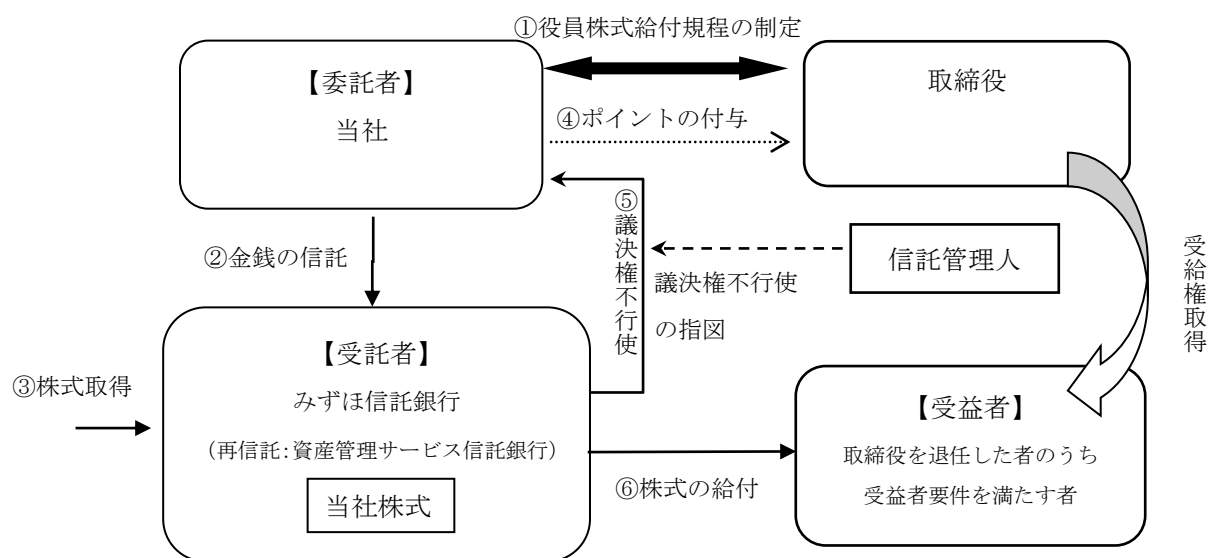 ①役員株式給付規程の制定
【委託者】
当社
取締役
④ポイントの付与
②金銭の信託
⑤議決権不行使
議決権不行使
の指図
信託管理人
受給権取得
③株式取得
【受託者】
みずほ信託銀行
（再信託：資産管理サービス信託銀行）
当社株式
⑥株式の給付
【受益者】
取締役を退任した者のうち
受益者要件を満たす者